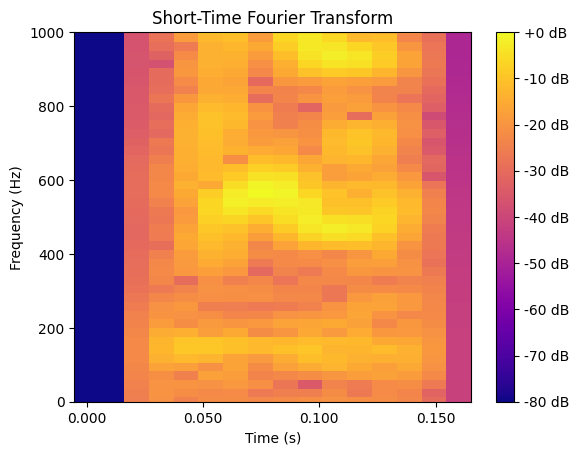 Short-Time Fourier Transform
Frequency (Hz)
1000
800
600
400
200
0
0.000
0.050
0.100
0.150
Time (s)
+0 dB
-10 dB
-20 dB
-30 dB
-40 dB
-50 dB
-60 dB
-70 dB
-80 dB